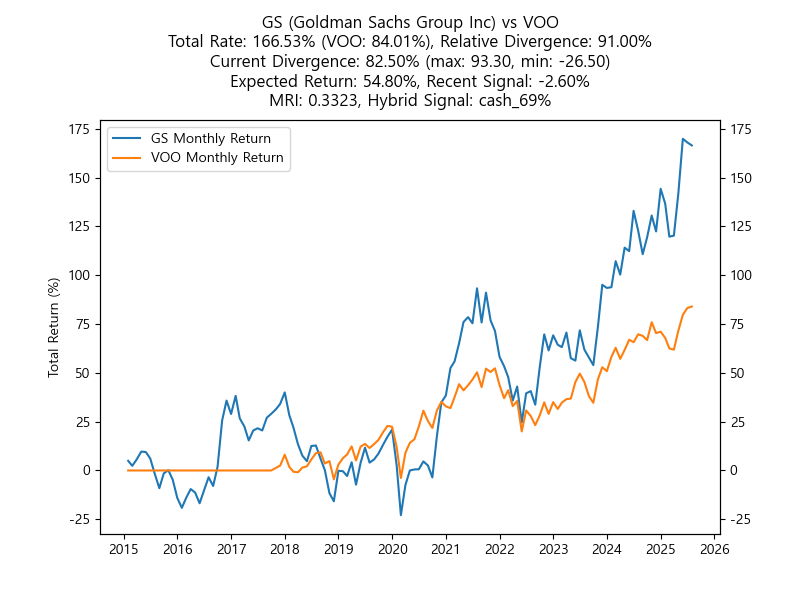 GS (Goldman Sachs Group Inc) vs VOO
Total Rate: 166.53% (VOO: 84.01%), Relative Divergence: 91.00%
Current Divergence: 82.50% (max: 93.30, min: -26.50)
Expected Return: 54.80%, Recent Signal: -2.60%
MRI: 0.3323, Hybrid Signal: cash_69%
GS Monthly Return
VOO Monthly Return
Total Return (%)
175
150
125
100
75
50
25
0
-25
175
150
125
100
75
50
25
0
-25
2015 2016 2017 2018 2019 2020 2021 2022 2023 2024 2025 2026